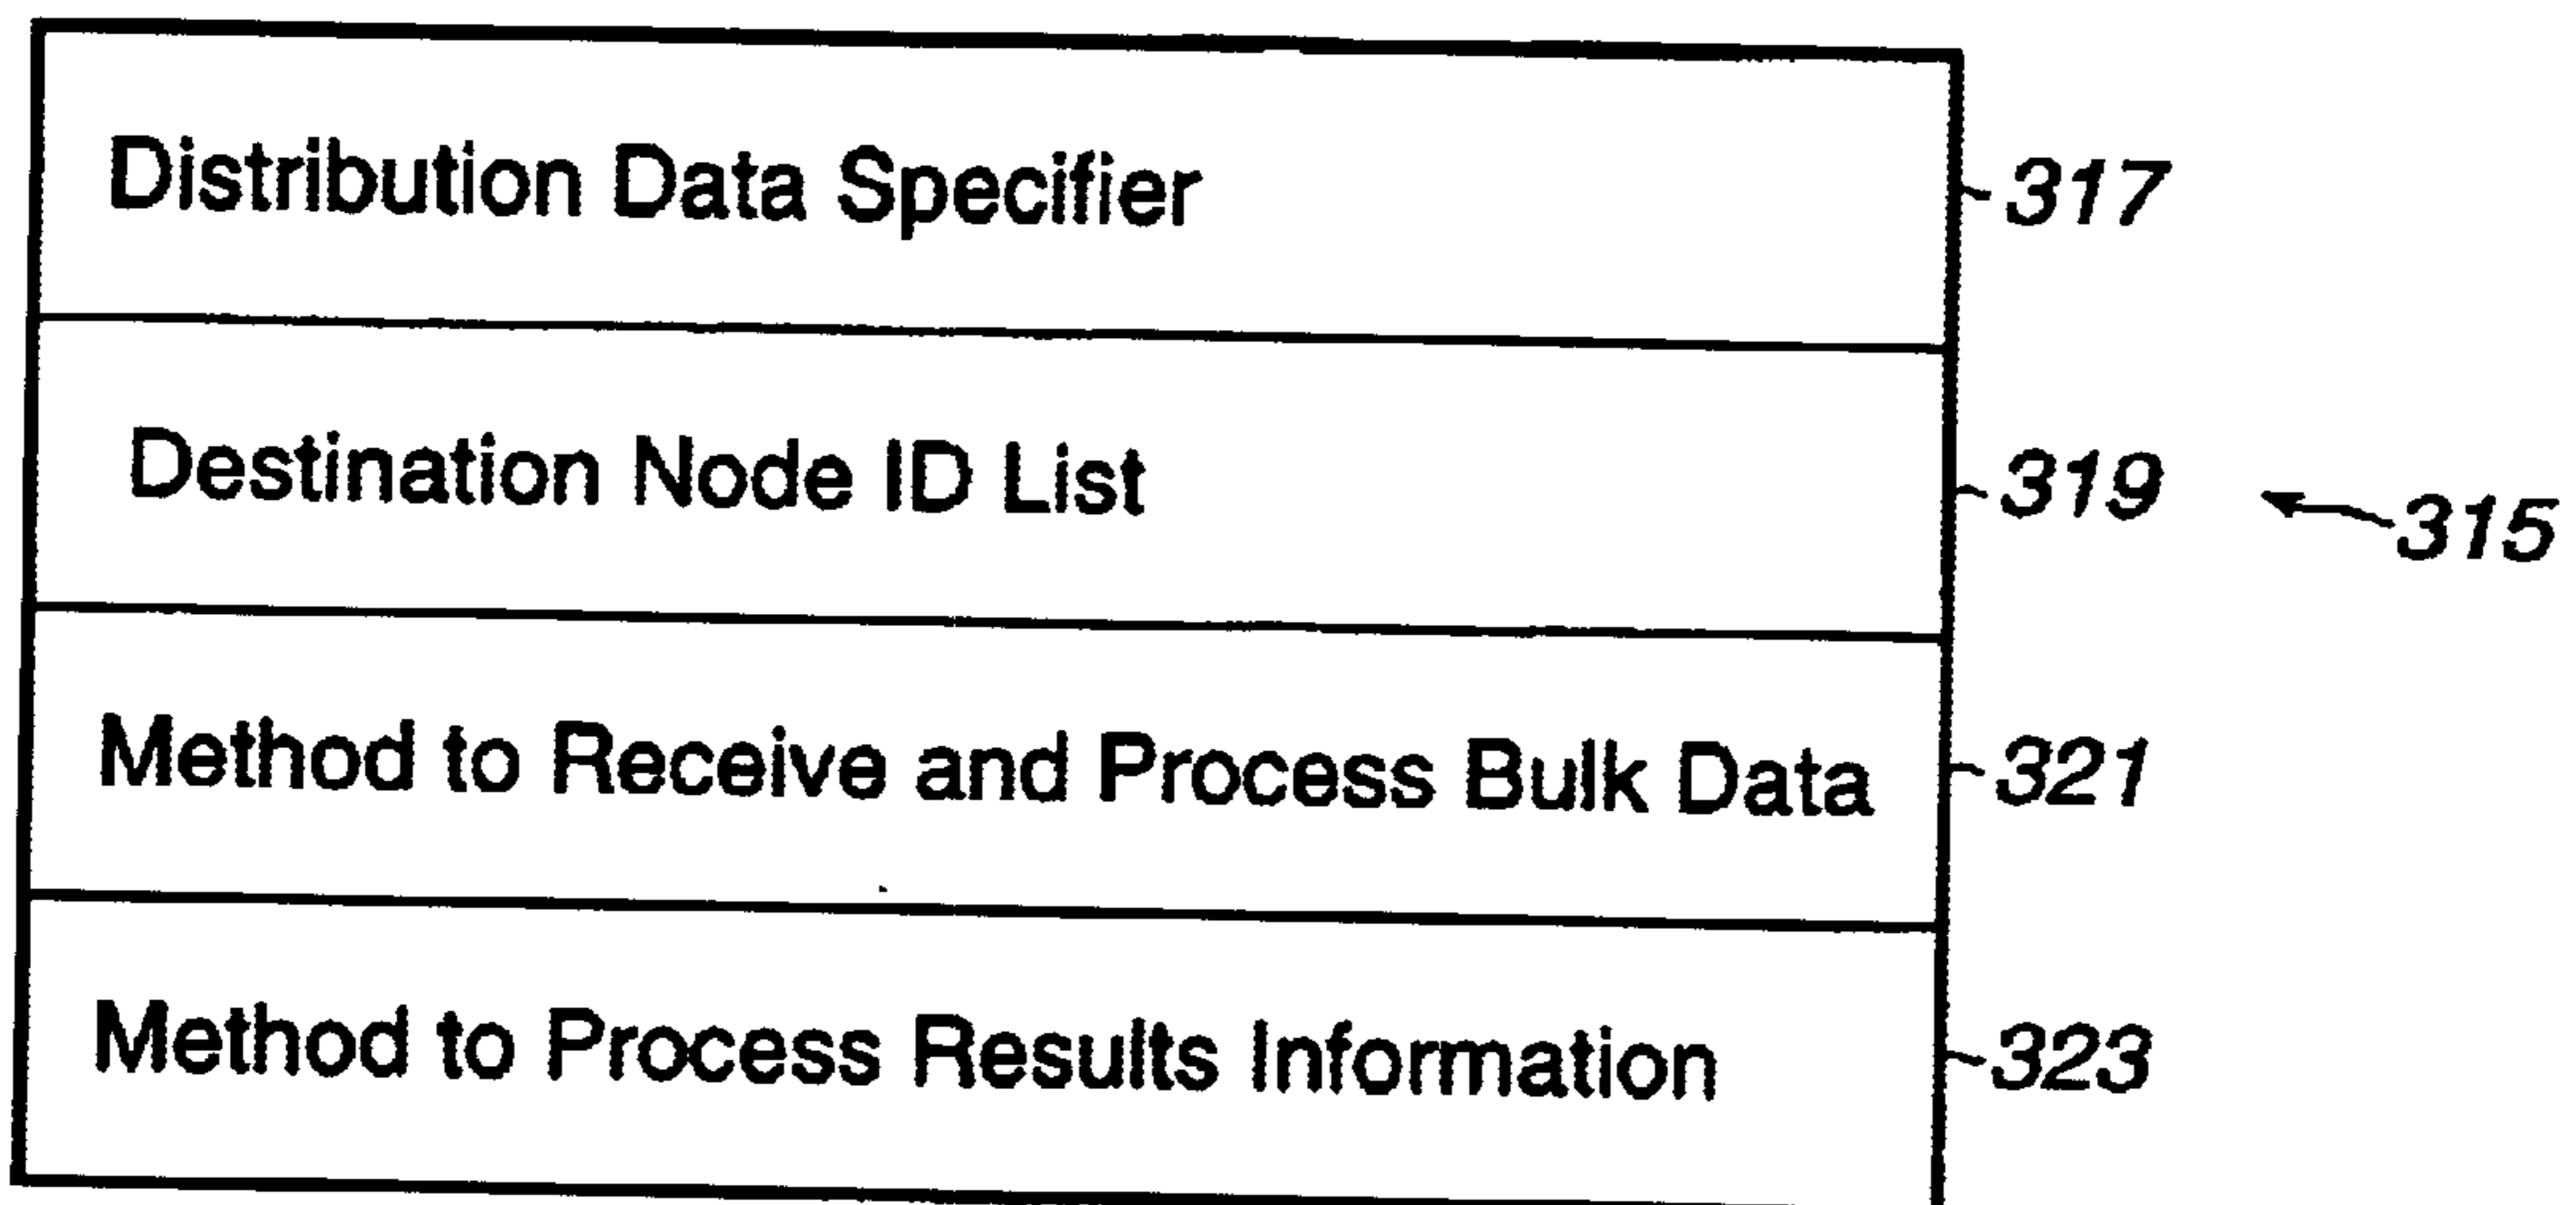 Distribution Data Specifier 317
Destination Node ID List 319
315
Method to Receive and Process Bulk Data 321
Method to Process Results Information 323